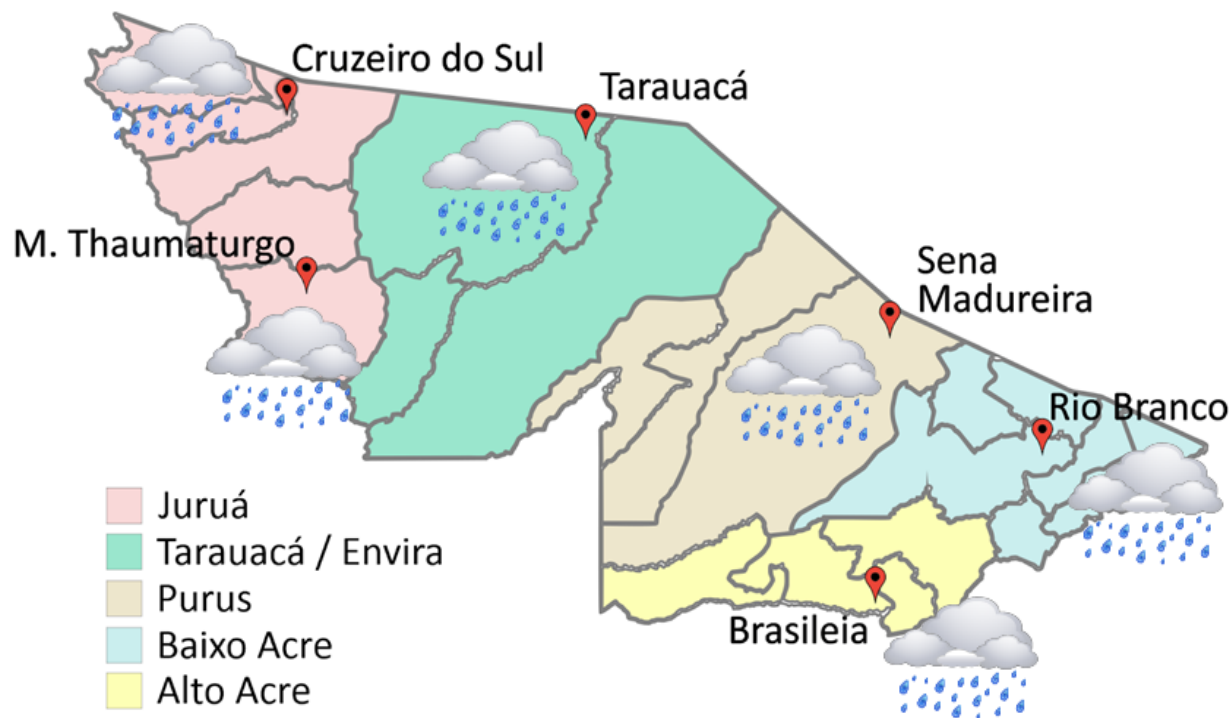 Cruzeiro do Sul
Tarauacá
M. Thaumaturgo
Sena
Madureira
Rio Branco
Brasileia
Juruá
Tarauacá / Envira
Purus
Baixo Acre
Alto Acre